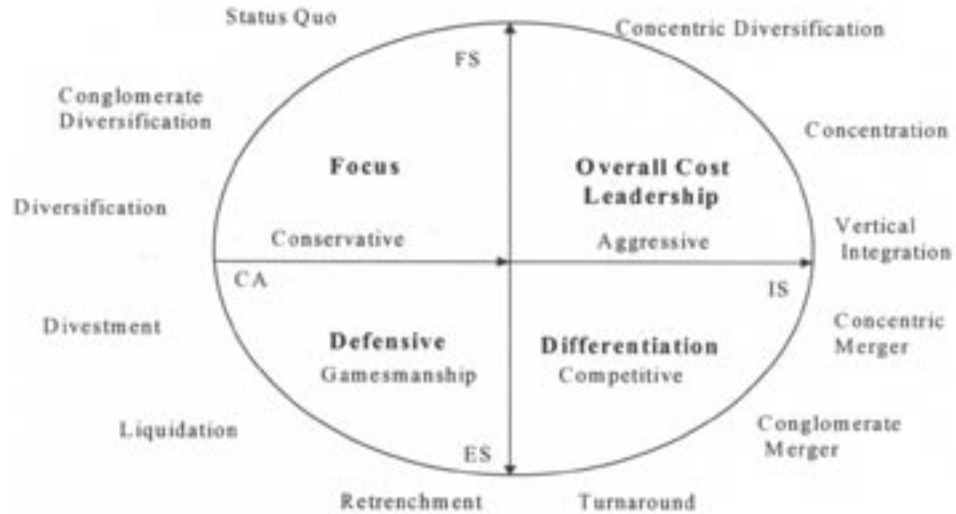 Status Quo
Concentric Diversification
FS
Conglomerate
Diversification
Concentration
Focus
Overall Cost
Leadership
Diversification
Conservative
Aggressive
Vertical
Integration
CA
IS
Divestment
Concentric
Merger
Defensive
Gamesmanship
Differentiation
Competitive
Liquidation
Conglomerate
Merger
ES
Retrenchment
Turnaround